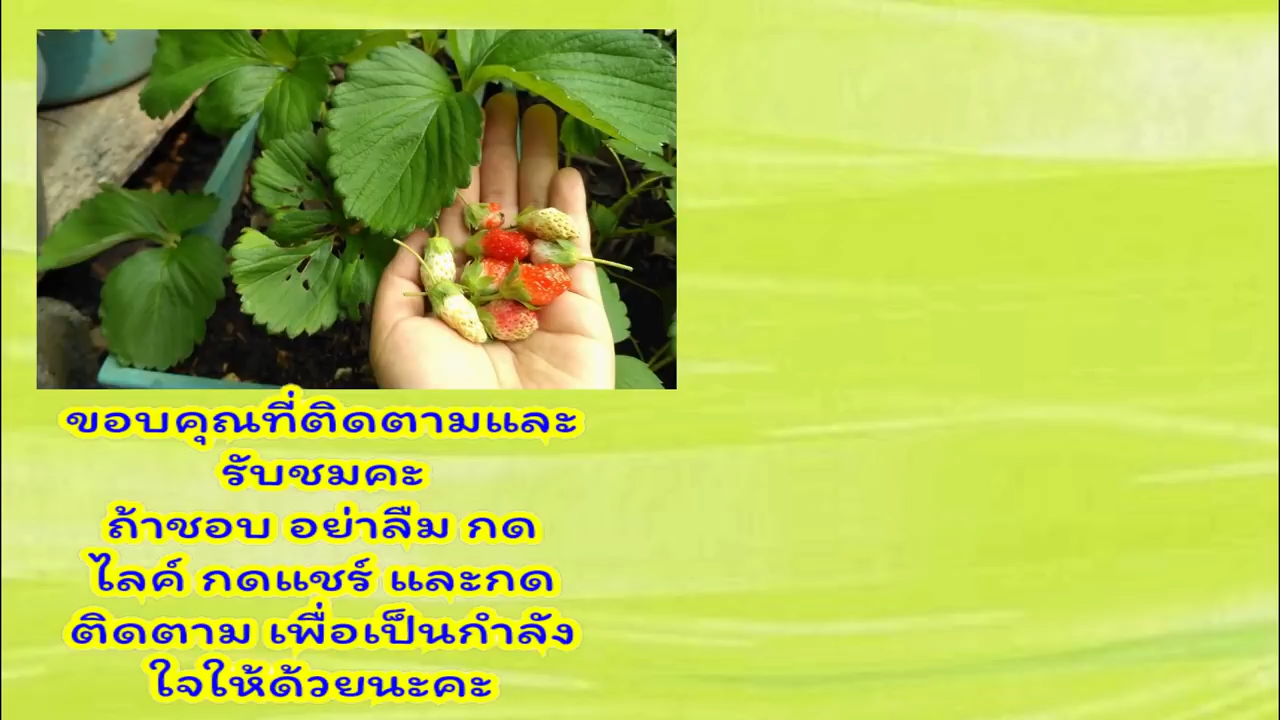 ขอบคุณที่ติดตามและ
รับชมคะ
ถ้าชอบ อย่าลืม กด
ไลค์ กดแชร์ และกด
ติดตาม เพื่อเป็นกำลัง
ใจให้ด้วยนะคะ